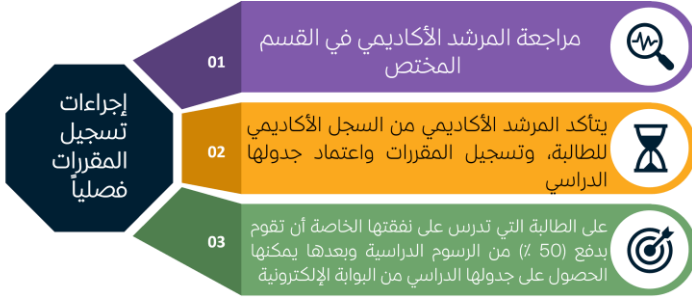 إجراءات
تسجيل
المقررات
فصلياً
01
مراجعة المرشد الأكاديمي في القسم
المختص
02
يتأكد المرشد الأكاديمي من السجل الأكاديمي
للطالبة، وتسجيل المقررات واعتماد جدولها
الدراسي
03
على الطالبة التي تدرس على نفقتها الخاصة أن تقوم
بدفع (50 ٪) من الرسوم الدراسية وبعدها يمكنها
الحصول على جدولها الدراسي من البوابة الإلكترونية